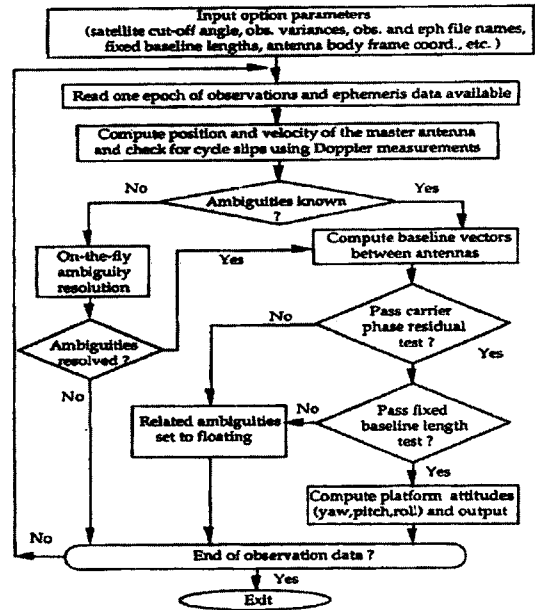 Input option parameters
(satellite cut-off angle, obs. variances, obs. and eph file names,
fixed baseline lengths, antenna body frame coord., etc. )
Read one epoch of observations and ephemeris data available
Compute position and velocity of the master antenna
and check for cycle slips using Doppler measurements
No
Yes
Ambiguities known
?
On-the-fly
ambiguity
resolution
Yes
Compute baseline vectors
between antennas
Ambiguities
resolved ?
No
Pass carrier
phase residual
test ?
Yes
No
Related ambiguities
set to floating
No
Pass fixed
baseline length
test ?
Yes
Compute platform attitudes
(yaw,pitch,roll) and output
No
End of observation data ?
Yes
Exit